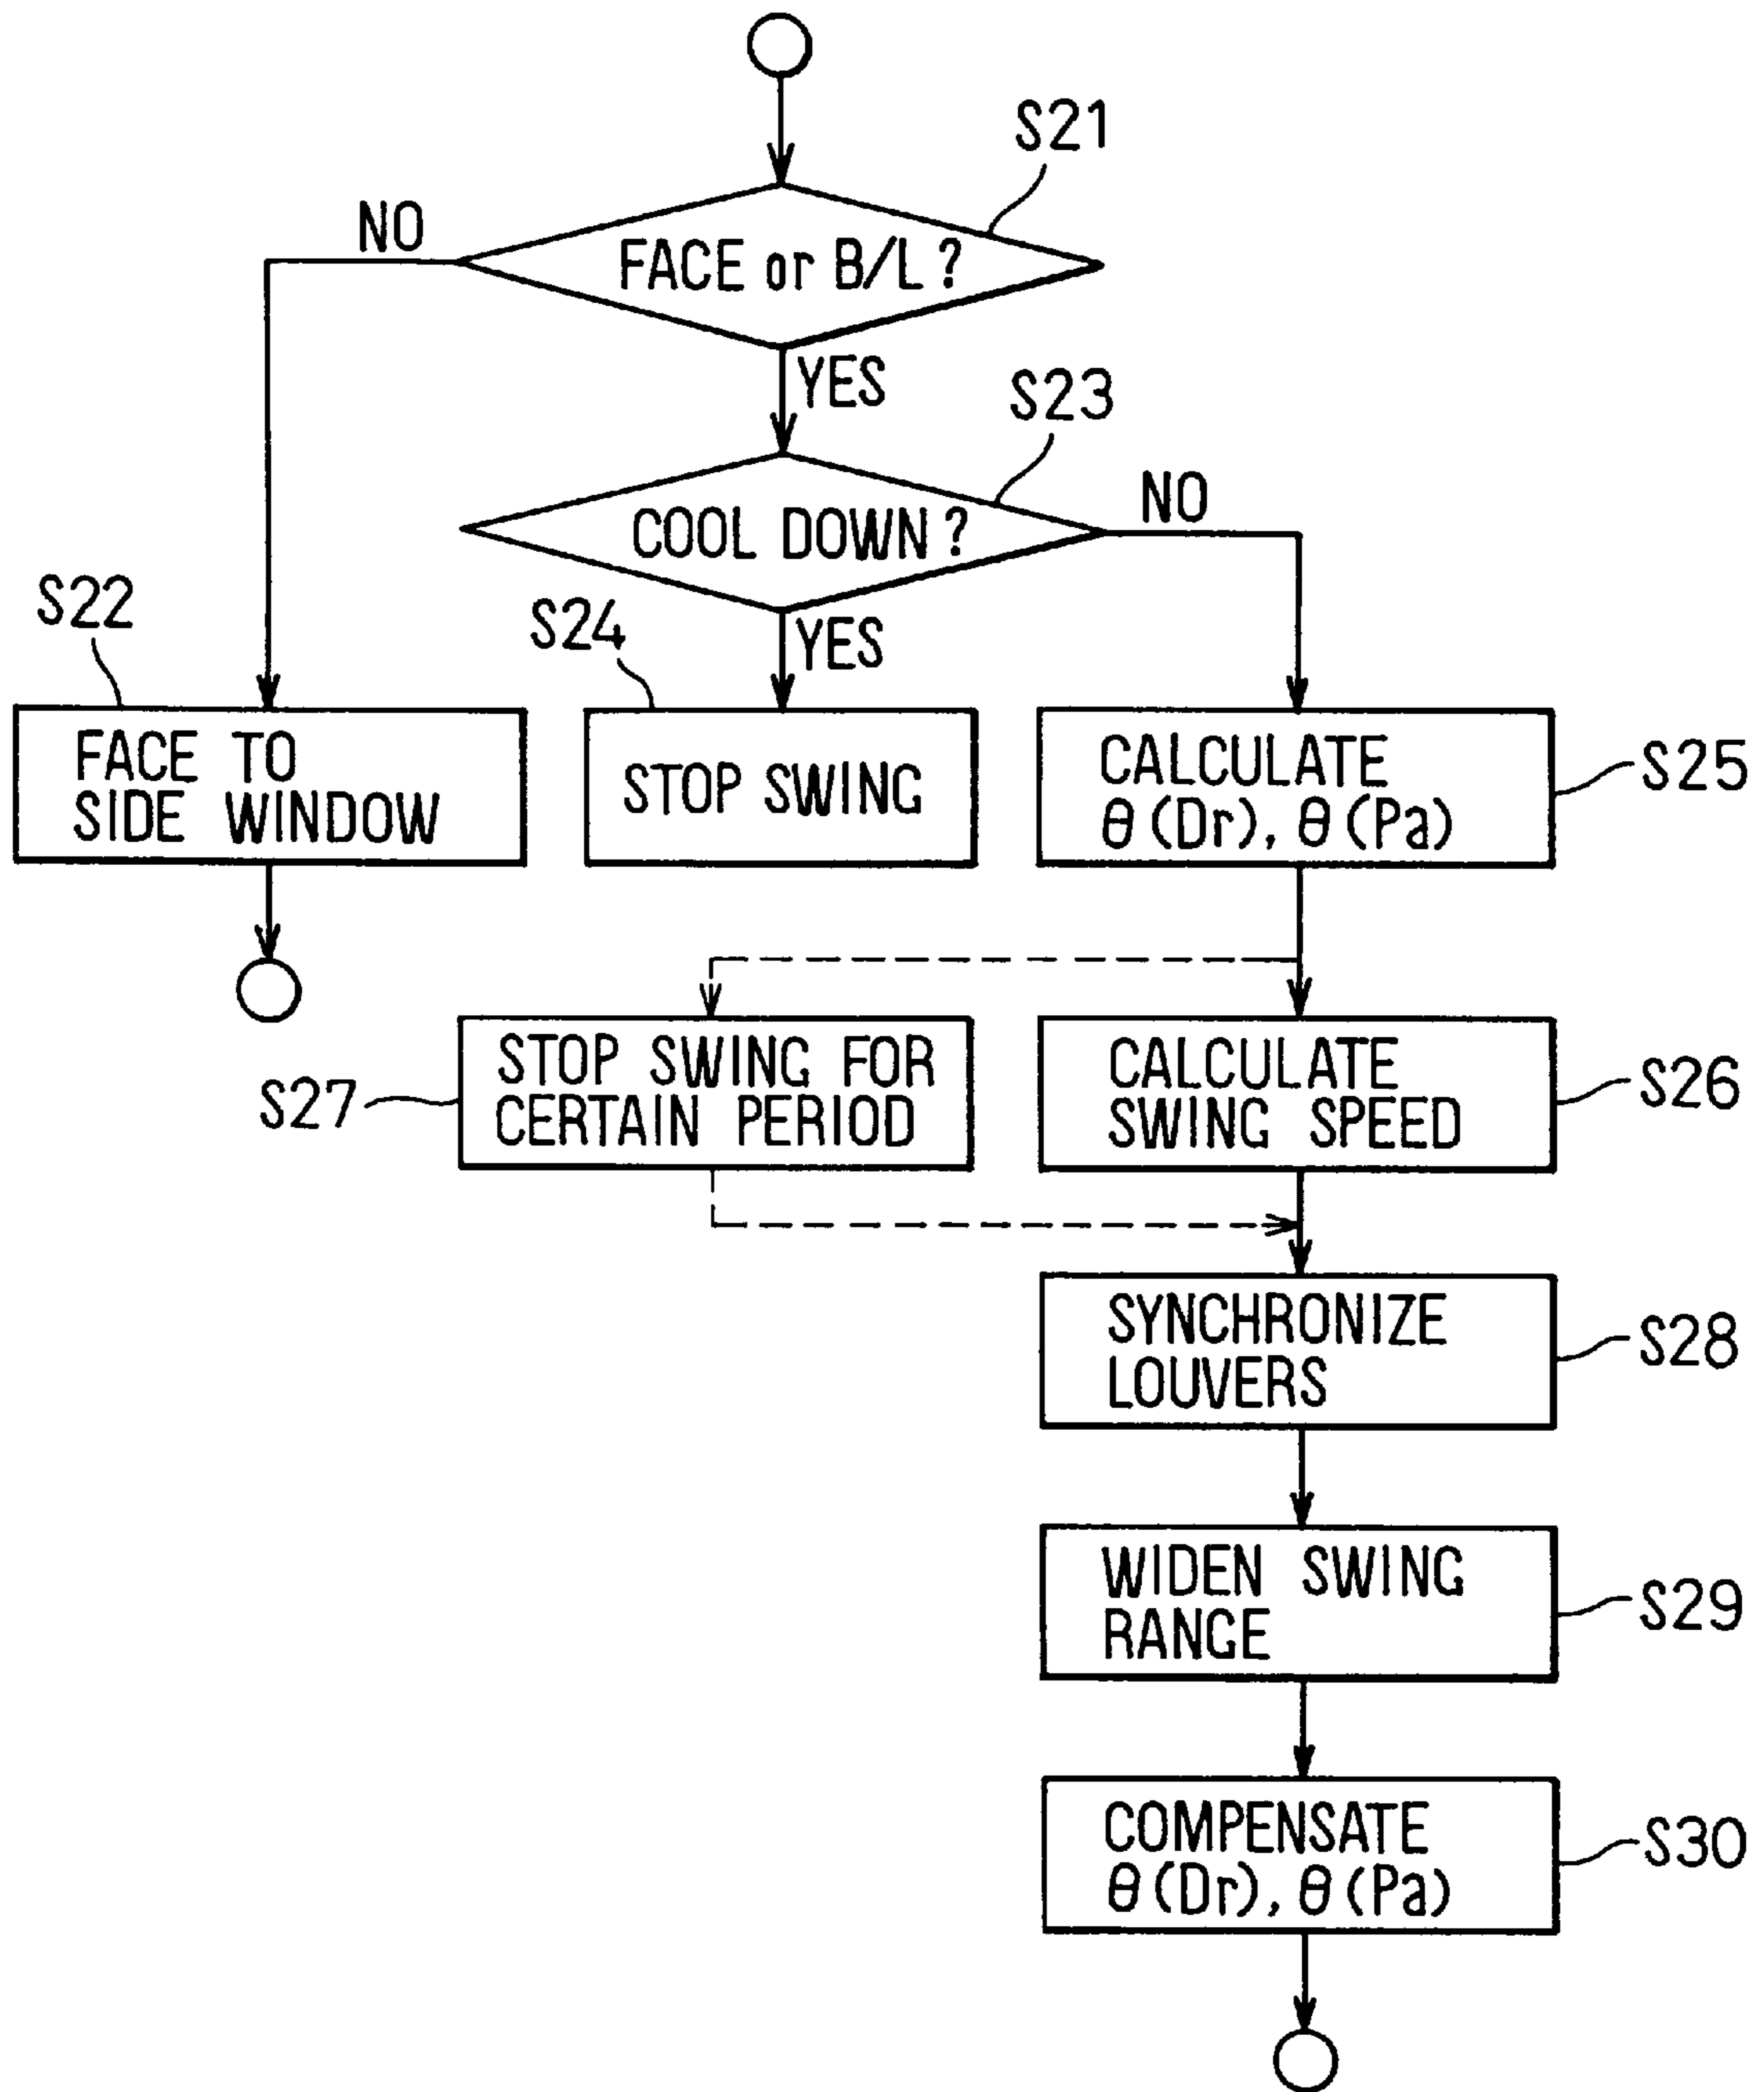 S21
NO
FACE or B/L ?
YES
S23
NO
COOL DOWN ?
S22
S24
YES
FACE TO
SIDE WINDOW
STOP SWING
CALCULATE
θ (Dr), θ (Pa)
S25
S27
STOP SWING FOR
CERTAIN PERIOD
CALCULATE
SWING SPEED
S26
SYNCHRONIZE
LOUVERS
S28
WIDEN SWING
RANGE
S29
COMPENSATE
θ (Dr), θ (Pa)
S30